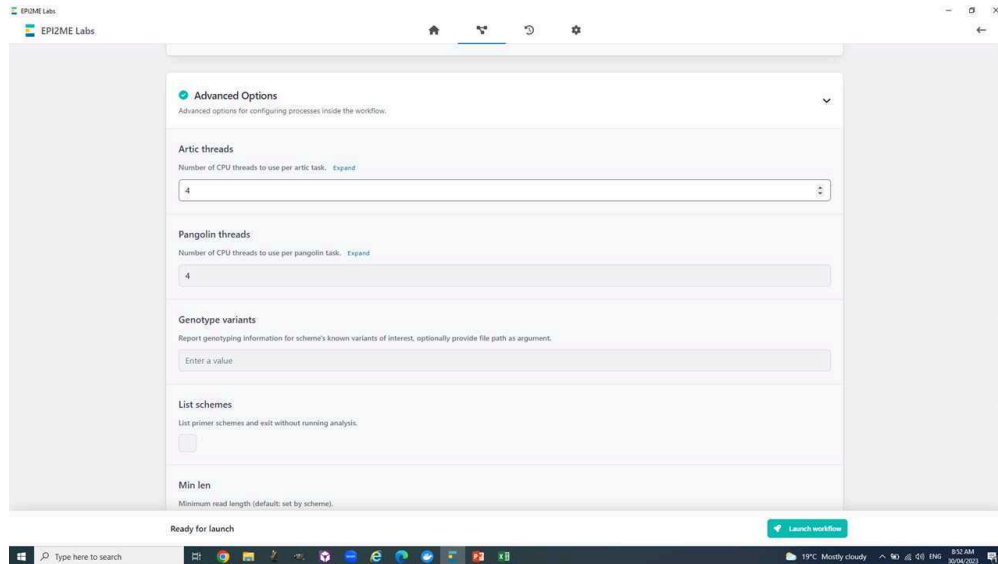 EPI2ME Labs
EPI2ME Labs
Advanced Options
Advanced options for configuring processes inside the workflow.
Artic threads
Number of CPU threads to use per artic task. Expand
4
Pangolin threads
Number of CPU threads to use per pangolin task. Expand
4
Genotype variants
Report genotyping information for scheme's known variants of interest, optionally provide file path as argument.
Enter a value
List schemes
List primer schemes and exit without running analysis.
Min len
Minimum read length (default: set by scheme).
Ready for launch
Launch workflow
Type here to search
19°C Mostly cloudy
ENG
8:52 AM
30/04/2023